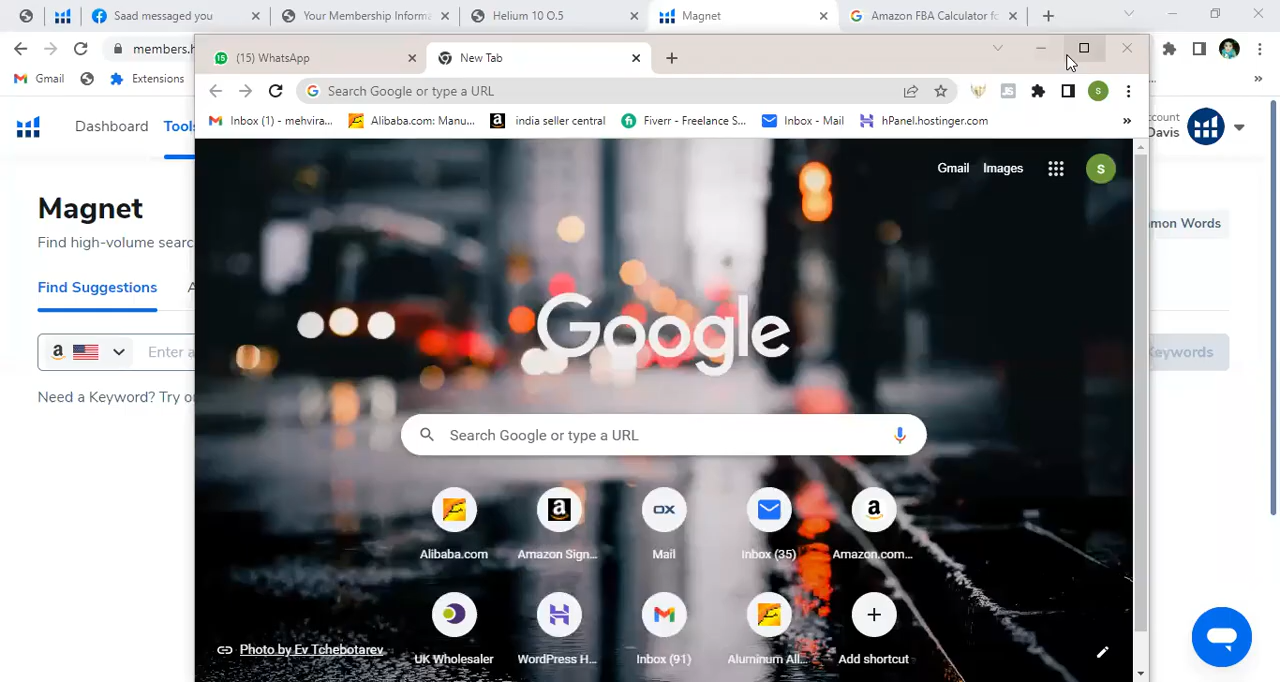 Saad messaged you
Your Membership Informa
Helium 10 O.5
Magnet
Amazon FBA Calculator fo
members.h
Gmail
Extensions
(15) WhatsApp
New Tab
Search Google or type a URL
S
Inbox (1) - mehvira...
Alibaba.com: Manu...
india seller central
Fiverr - Freelance S...
Inbox - Mail
hPanel.hostinger.com
Dashboard
Tools
ccount
Davis
Gmail
Images
S
Magnet
Find high-volume searc
mmon Words
Find Suggestions
A
Google
Enter a
Keywords
Need a Keyword? Try o
Search Google or type a URL
Alibaba.com
Amazon Sign...
Mail
Inbox (35)
Amazon.com...
UK Wholesaler
WordPress H...
Inbox (91)
Aluminum All...
Add shortcut
Photo by Ev Tchebotarev